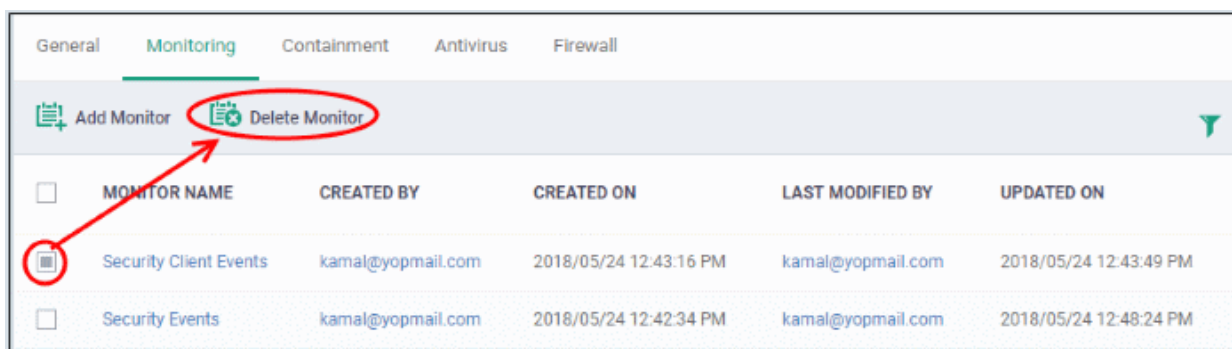 General Monitoring Containment Antivirus Firewall
Add Monitor Delete Monitor
MONITOR NAME CREATED BY CREATED ON LAST MODIFIED BY UPDATED ON
Security Client Events kamal@yopmail.com 2018/05/24 12:43:16 PM kamal@yopmail.com 2018/05/24 12:43:49 PM
Security Events kamal@yopmail.com 2018/05/24 12:42:34 PM kamal@yopmail.com 2018/05/24 12:48:24 PM